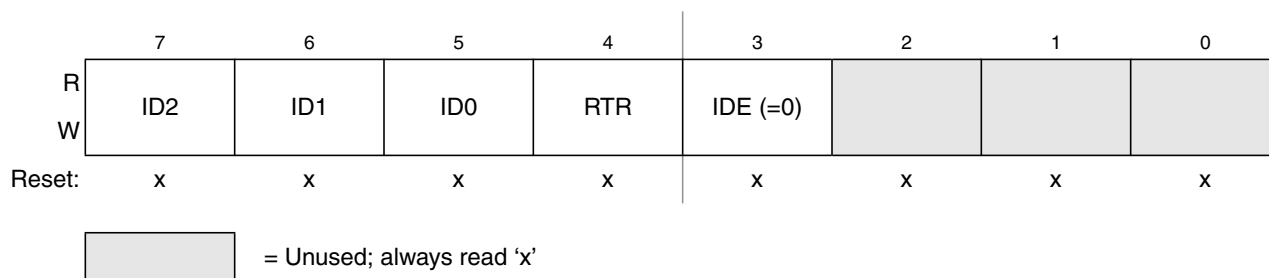 7 6 5 4 3 2 1 0
R
W
ID2 ID1 ID0 RTR IDE (=0)
Reset: x x x x x x x x
= Unused; always read ‘x’